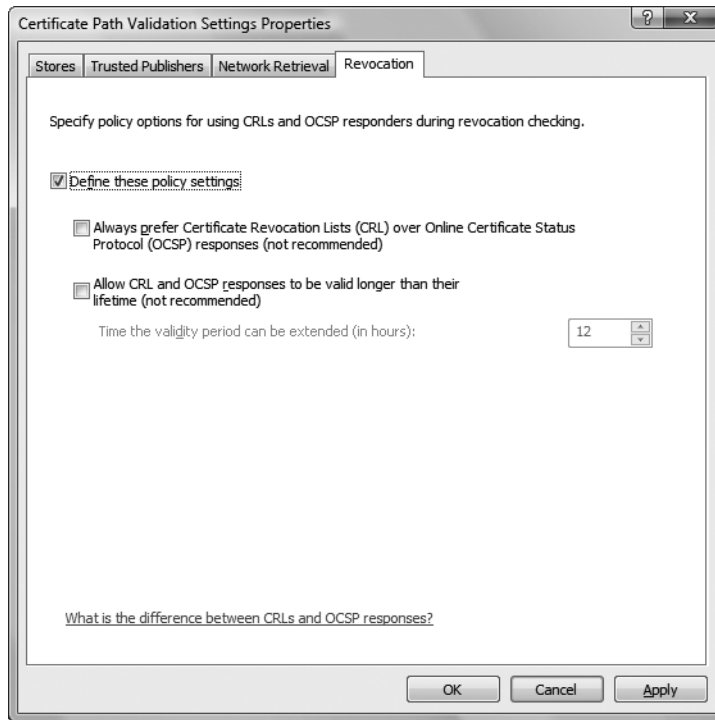 Certificate Path Validation Settings Properties
? X
Stores Trusted Publishers Network Retrieval Revocation
Specify policy options for using CRLs and OCSP responders during revocation checking.
Define these policy settings
Always prefer Certificate Revocation Lists (CRL) over Online Certificate Status
Protocol (OCSP) responses (not recommended)
Allow CRL and OCSP responses to be valid longer than their
lifetime (not recommended)
Time the validity period can be extended (in hours): 12
What is the difference between CRLs and OCSP responses?
OK Cancel Apply